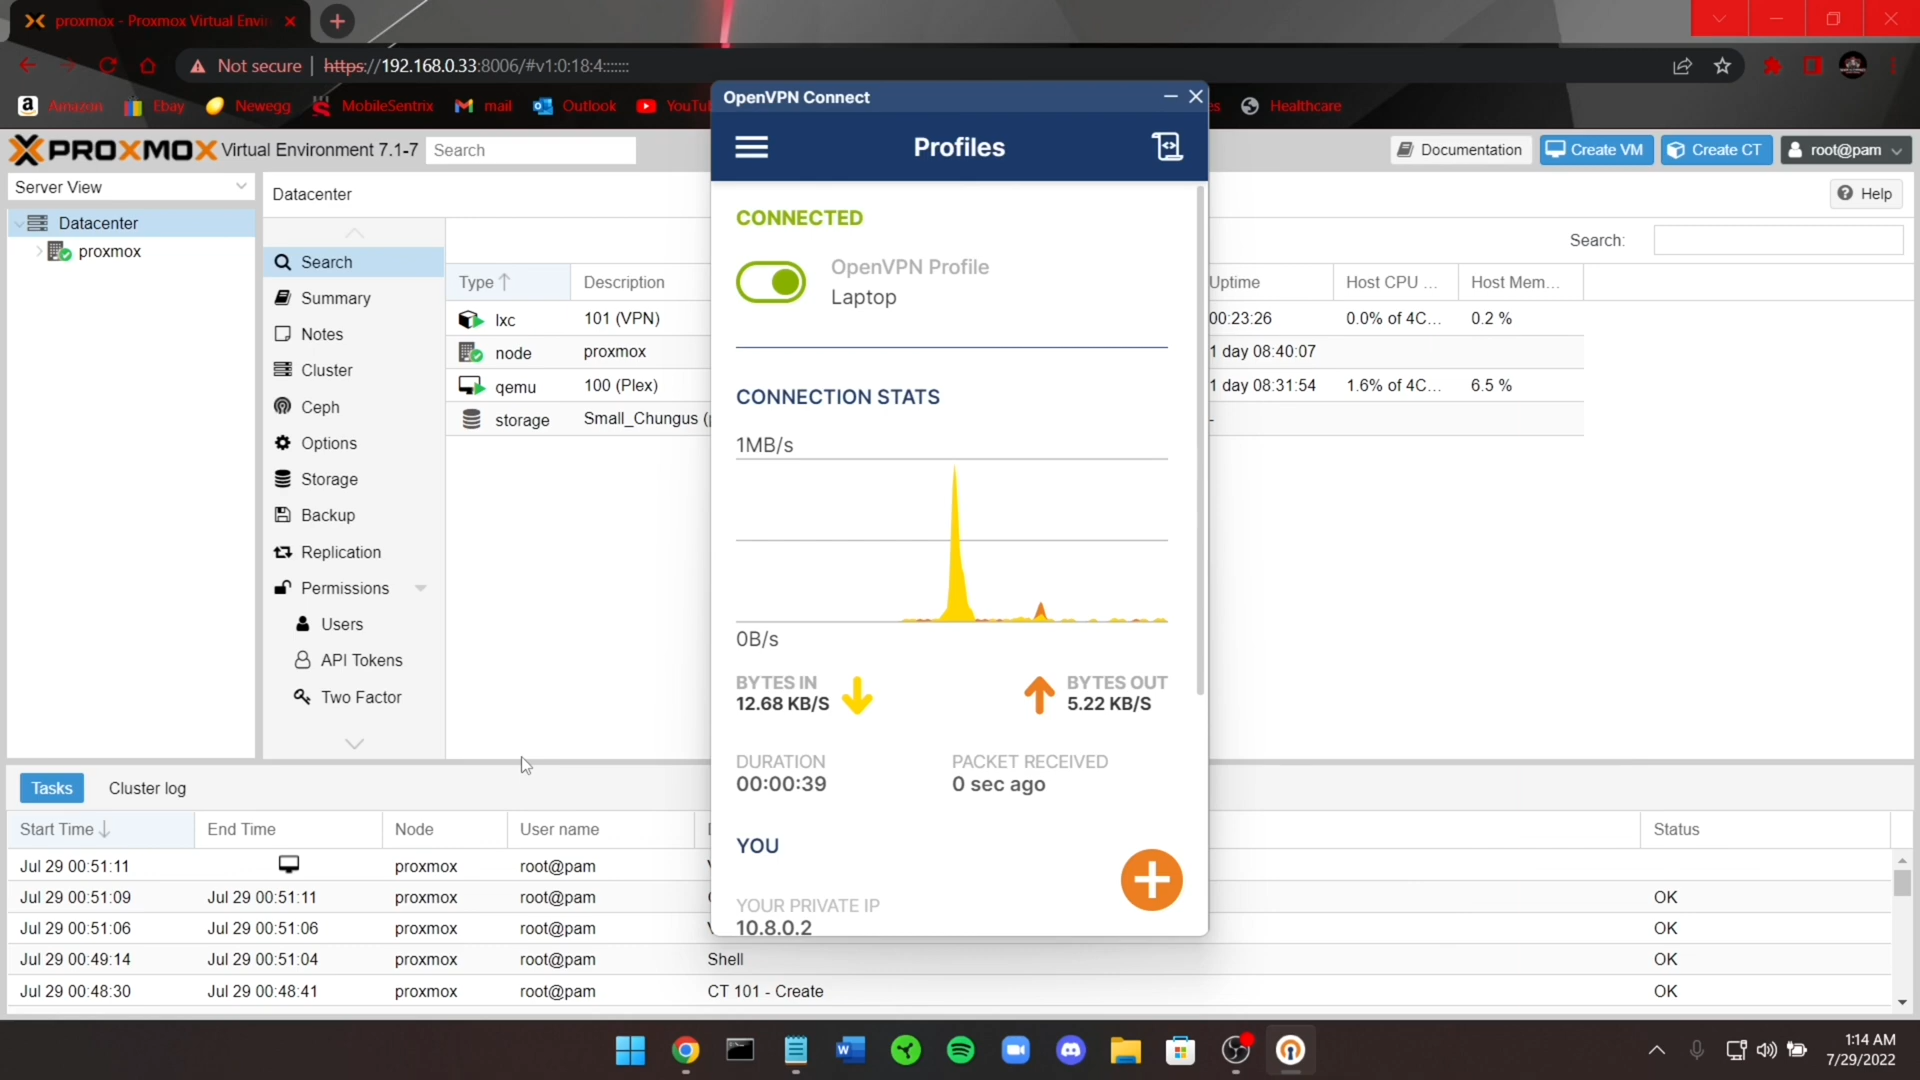 proxmox - Proxmox Virtual Envir
Not secure | https://192.168.0.33:8006/#v1:0:18:4:::::::
Amazon Ebay Newegg MobileSentrix mail Outlook YouTu Healthcare
OpenVPN Connect
PROXMOX Virtual Environment 7.1-7 Search
Documentation Create VM Create CT root@pam
Profiles
Server View
Datacenter
Help
Datacenter
proxmox
Search:
Search
Summary
Notes
Cluster
Ceph
Options
Storage
Backup
Replication
Permissions
Users
API Tokens
Two Factor
Type Description Uptime Host CPU ... Host Mem...
lxc 101 (VPN) 00:23:26 0.0% of 4C... 0.2 %
node proxmox 1 day 08:40:07
qemu 100 (Plex) 1 day 08:31:54 1.6% of 4C... 6.5 %
storage Small_Chungus ( -
CONNECTED
OpenVPN Profile
Laptop
CONNECTION STATS
1MB/s
0B/s
BYTES IN
12.68 KB/S
BYTES OUT
5.22 KB/S
DURATION
00:00:39
PACKET RECEIVED
0 sec ago
YOU
YOUR PRIVATE IP
10.8.0.2
Tasks Cluster log
Start Time End Time Node User name Status
Jul 29 00:51:11 proxmox root@pam
Jul 29 00:51:09 Jul 29 00:51:11 proxmox root@pam OK
Jul 29 00:51:06 Jul 29 00:51:06 proxmox root@pam OK
Jul 29 00:49:14 Jul 29 00:51:04 proxmox root@pam Shell OK
Jul 29 00:48:30 Jul 29 00:48:41 proxmox root@pam CT 101 - Create OK
1:14 AM
7/29/2022